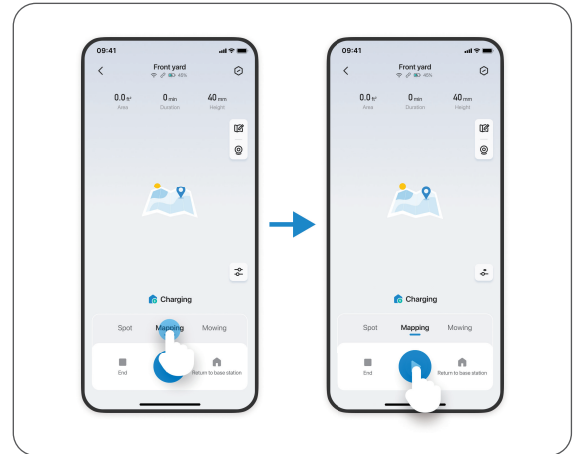 09:41
Front yard
45%
0.0 ft² 0 min 40 mm
Area Duration Height
Charging
Spot Mapping Mowing
End Return to base station
09:41
Front yard
45%
0.0 ft² 0 min 40 mm
Area Duration Height
Charging
Spot Mapping Mowing
End Return to base station